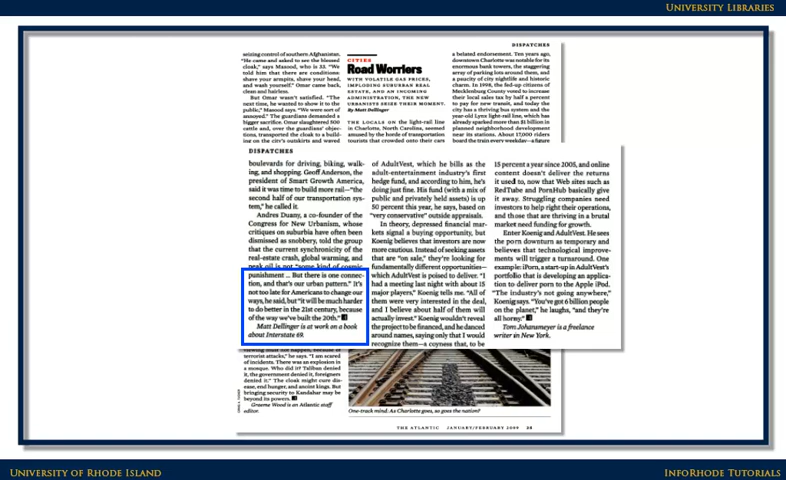 UNIVERSITY LIBRARIES
DISPATCHES
seizing control of southern Afghanistan.
"He came and asked to see the blessed
cloak," says Masood, who is 32. "We
told him that there are conditions:
shave your armpits, shave your head,
and wash yourself." Omar came back,
clean and hairless.
But Omar wasn't satisfied. "The
next time, he wanted to show it to the
public," Masood says. "We were sort of
annoyed." The guardians demanded a
bigger sacrifice. Omar slaughtered 500
cattle and, over the guardians' objec-
tions, transported the cloak to a build-
ing on the city's outskirts and waved
CITIES
Road Worriers
WITH VOLATILE GAS PRICES,
IMPLODING SUBURBAN REAL
ESTATE, AND AN INCOMING
ADMINISTRATION, THE NEW
URBANISTS SEIZE THEIR MOMENT.
By Matt Dellinger
THE LOCALS on the light-rail line
in Charlotte, North Carolina, seemed
amused by the horde of transportation
tourists that crowded onto their cars
a belated endorsement. Ten years ago,
downtown Charlotte was notable for its
enormous bank towers, the staggering
array of parking lots around them, and
a paucity of city nightlife and historic
charm. In 1998, the fed-up citizens of
Mecklenburg County voted to increase
their local sales tax by half a percent
to pay for new transit, and today the
city has a thriving bus system and the
year-old Lynx light-rail line, which has
already sparked more than $1 billion in
planned neighborhood development
near its stations. About 17,000 riders
board the train every weekday—a figure
DISPATCHES
boulevards for driving, biking, walk-
ing, and shopping. Geoff Anderson, the
president of Smart Growth America,
said it was time to build more rail—"the
second half of our transportation sys-
tem," he called it.
Andres Duany, a co-founder of the
Congress for New Urbanism, whose
critiques on suburbia have often been
dismissed as snobbery, told the group
that the current synchronicity of the
real-estate crash, global warming, and
peak oil is not "some kind of cosmic
punishment ... But there is one connec-
tion, and that's our urban pattern." It's
not too late for Americans to change our
ways, he said, but "it will be much harder
to do better in the 21st century, because
of the way we've built the 20th."
Matt Dellinger is at work on a book
about Interstate 69.
of AdultVest, which he bills as the
adult-entertainment industry's first
hedge fund, and according to him, he's
doing just fine. His fund (with a mix of
public and privately held assets) is up
50 percent this year, he says, based on
"very conservative" outside appraisals.
In theory, depressed financial mar-
kets signal a buying opportunity, but
Koenig believes that investors are now
more cautious. Instead of seeking assets
that are "on sale," they're looking for
fundamentally different opportunities—
which AdultVest is poised to deliver. "I
had a meeting last night with about 15
major players," Koenig tells me. "All of
them were very interested in the deal,
and I believe about half of them will
actually invest." Koenig wouldn't reveal
the project to be financed, and he danced
around names, saying only that I would
recognize them—a coyness that, to be
15 percent a year since 2005, and online
content doesn't deliver the returns
it used to, now that Web sites such as
RedTube and PornHub basically give
it away. Struggling companies need
investors to help right their operations,
and those that are thriving in a brutal
market need funding for growth.
Enter Koenig and AdultVest. He sees
the porn downturn as temporary and
believes that technological improve-
ments will trigger a turnaround. One
example: iPorn, a start-up in AdultVest's
portfolio that is developing an applica-
tion to deliver porn to the Apple iPod.
"The industry's not going anywhere,"
Koenig says. "You've got 6 billion people
on the planet," he laughs, "and they're
all horny."
Tom Johansmeyer is a freelance
writer in New York.
terrorist attacks," he says. "I am scared
of incidents. There was an explosion in
a mosque. Who did it? Taliban denied
it, the government denied it, foreigners
denied it." The cloak might cure dis-
ease, end hunger, and anoint kings. But
bringing security to Kandahar may be
beyond its powers.
Graeme Wood is an Atlantic staff
editor.
One-track mind. As Charlotte goes, so goes the nation?
THE ATLANTIC JANUARY/FEBRUARY 2009 25
UNIVERSITY OF RHODE ISLAND
INFORHODE TUTORIALS